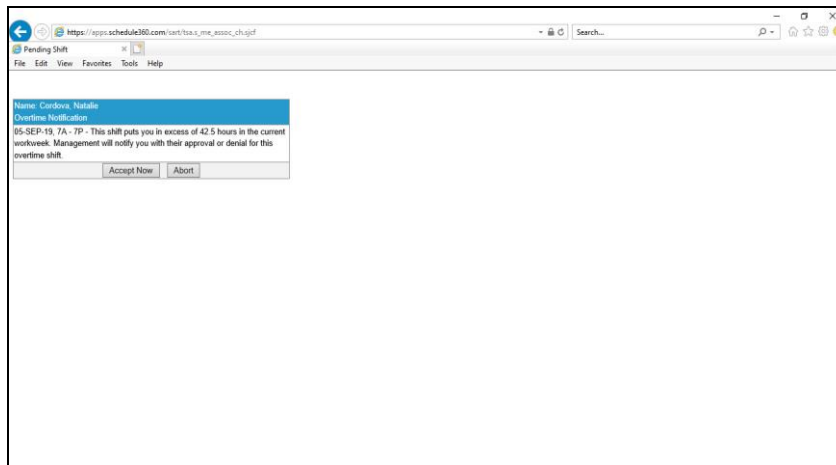 https://apps.schedule360.com/sart/tsa.s_me_assoc_ch.sjcf
Search...
Pending Shift
File Edit View Favorites Tools Help
Name: Cordova, Natalie
Overtime Notification
05-SEP-19, 7A - 7P - This shift puts you in excess of 42.5 hours in the current
workweek. Management will notify you with their approval or denial for this
overtime shift.
Accept Now Abort